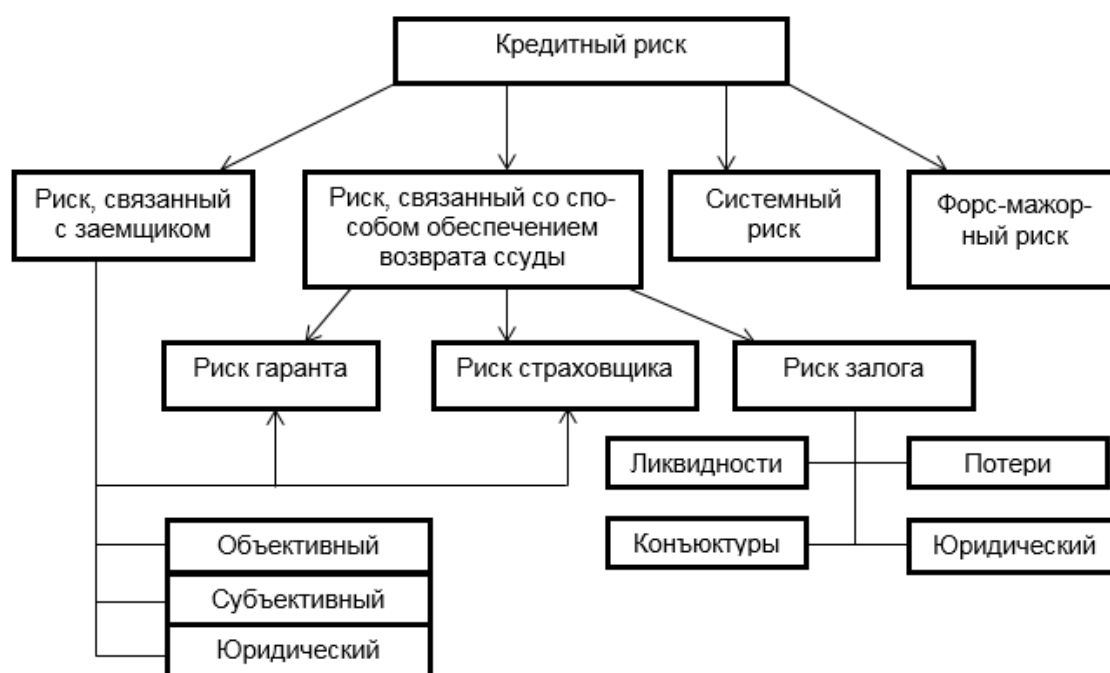 Кредитный риск
Риск, связанный
с заемщиком
Риск, связанный со спо-
собом обеспечением
возврата ссуды
Системный
риск
Форс-мажор-
ный риск
Риск гаранта
Риск страховщика
Риск залога
Ликвидности
Потери
Конъюктуры
Юридический
Объективный
Субъективный
Юридический